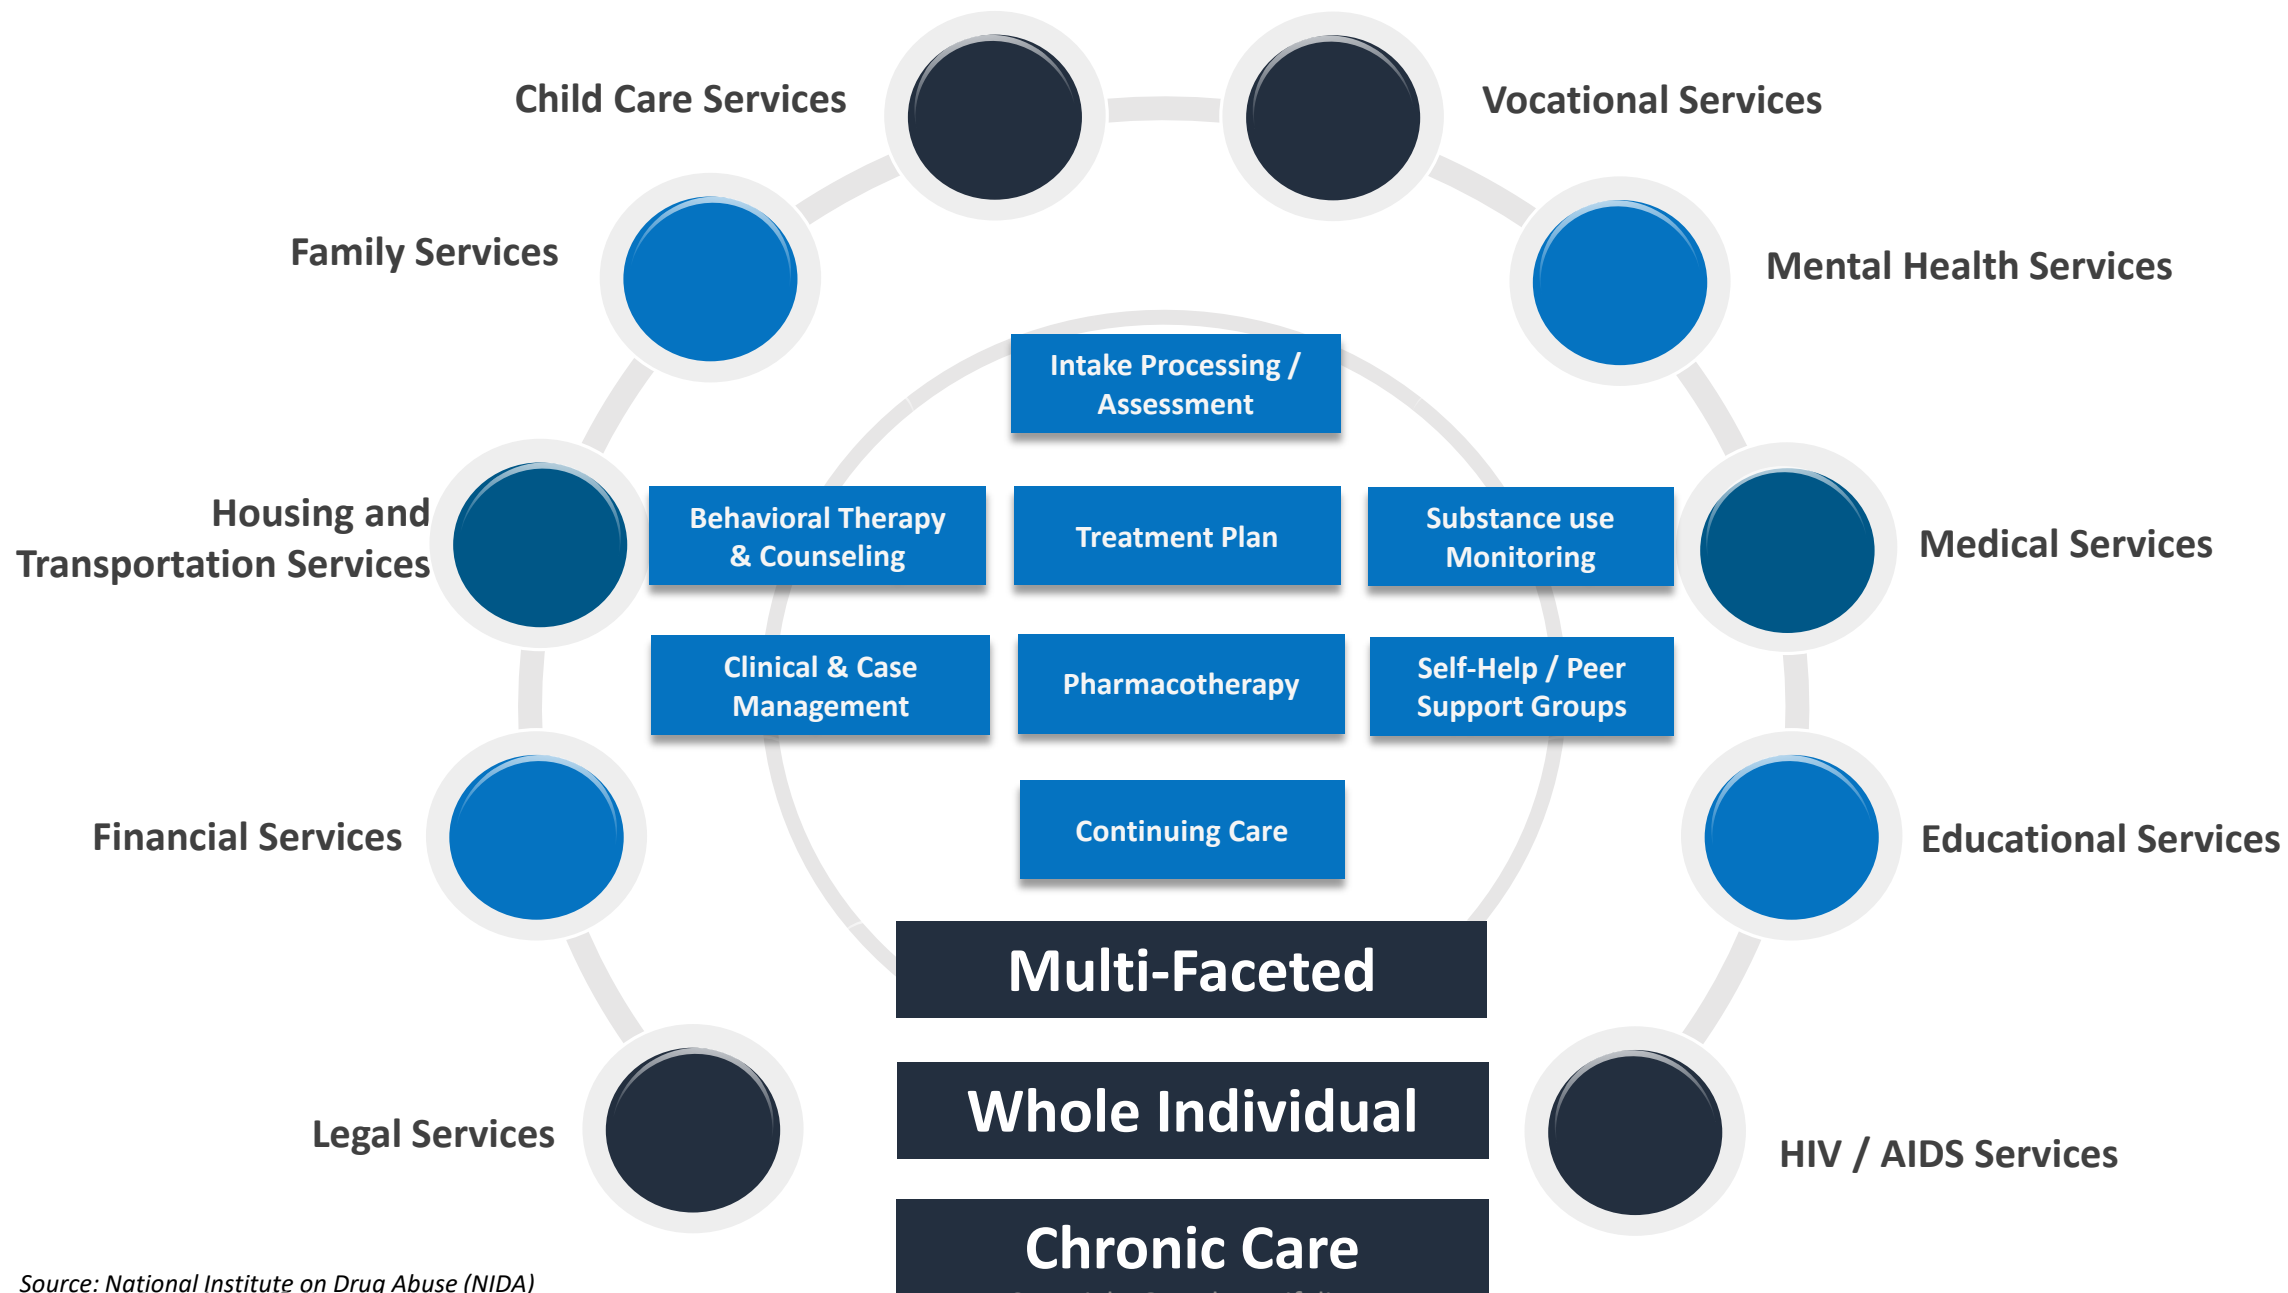 Child Care Services
Vocational Services
Family Services
Mental Health Services
Intake Processing /
Assessment
Housing and
Transportation Services
Behavioral Therapy
& Counseling
Treatment Plan
Substance use
Monitoring
Medical Services
Clinical & Case
Management
Pharmacotherapy
Self-Help / Peer
Support Groups
Financial Services
Continuing Care
Educational Services
Multi-Faceted
Whole Individual
Legal Services
HIV / AIDS Services
Chronic Care
Source: National Institute on Drug Abuse (NIDA)